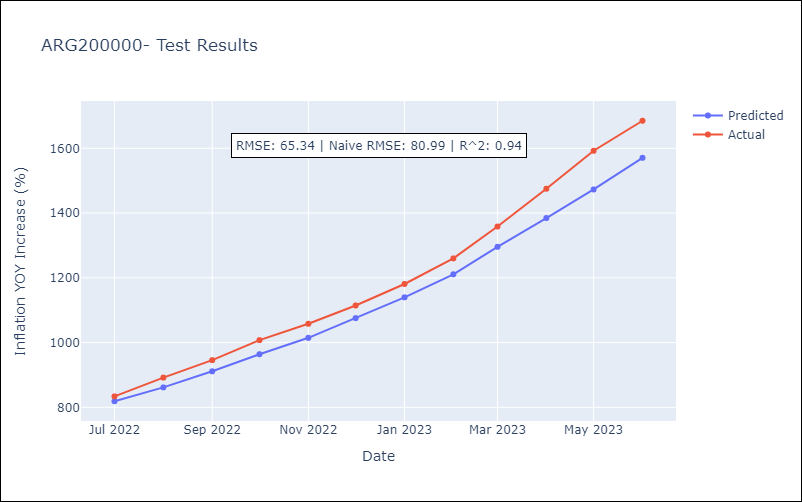 ARG200000- Test Results
RMSE: 65.34 | Naive RMSE: 80.99 | R^2: 0.94
Predicted
Actual
Inflation YOY Increase (%)
1600
1400
1200
1000
800
Jul 2022 Sep 2022 Nov 2022 Jan 2023 Mar 2023 May 2023
Date